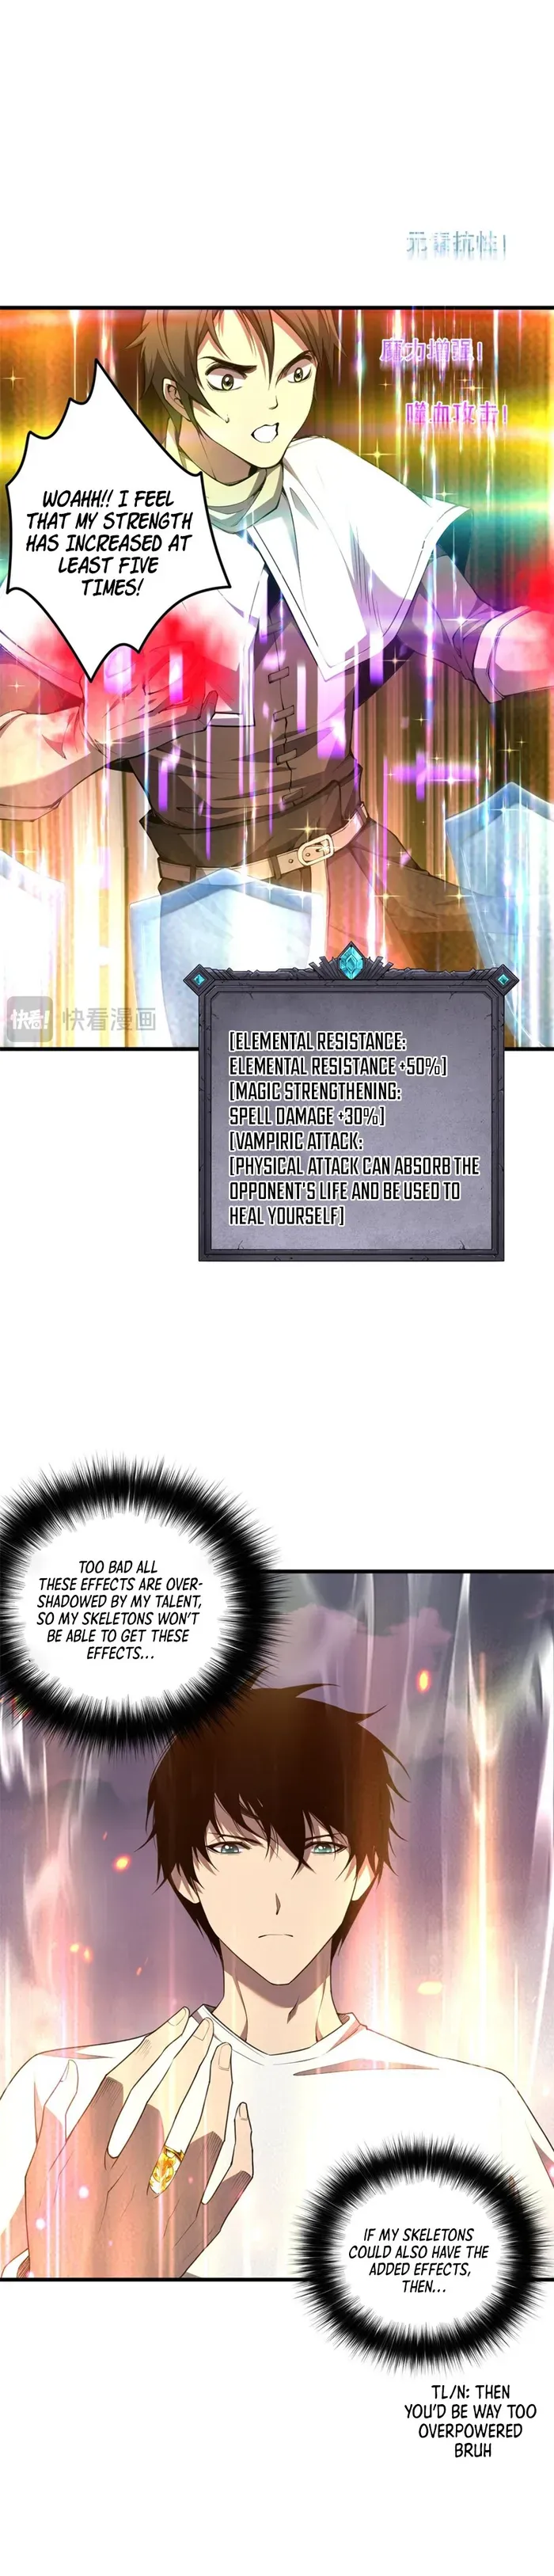 元素抗性!
魔力增强!
噬血攻击!
WOAHH!! I FEEL
THAT MY STRENGTH
HAS INCREASED AT
LEAST FIVE
TIMES!
快看! 快看漫画
[ELEMENTAL RESISTANCE:
ELEMENTAL RESISTANCE +50%]
[MAGIC STRENGTHENING:
SPELL DAMAGE +30%]
[VAMPIRIC ATTACK:
[PHYSICAL ATTACK CAN ABSORB THE
OPPONENT'S LIFE AND BE USED TO
HEAL YOURSELF]
TOO BAD ALL
THESE EFFECTS ARE OVER-
SHADOWED BY MY TALENT,
SO MY SKELETONS WON'T
BE ABLE TO GET THESE
EFFECTS...
IF MY SKELETONS
COULD ALSO HAVE THE
ADDED EFFECTS,
THEN...
TL/N: THEN
YOU'D BE WAY TOO
OVERPOWERED
BRUH